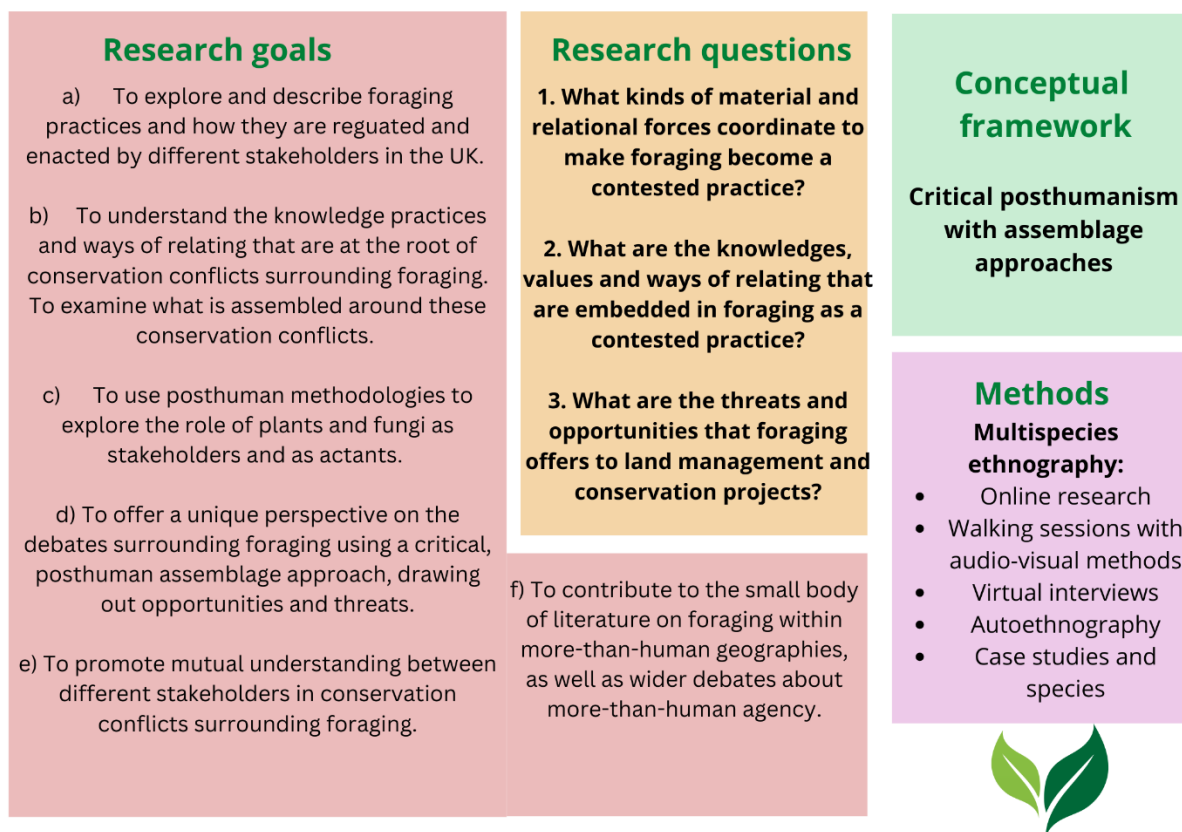 Research goals
a) To explore and describe foraging
practices and how they are reguated and
enacted by different stakeholders in the UK.
b) To understand the knowledge practices
and ways of relating that are at the root of
conservation conflicts surrounding foraging.
To examine what is assembled around these
conservation conflicts.
c) To use posthuman methodologies to
explore the role of plants and fungi as
stakeholders and as actants.
d) To offer a unique perspective on the
debates surrounding foraging using a critical,
posthuman assemblage approach, drawing
out opportunities and threats.
e) To promote mutual understanding between
different stakeholders in conservation
conflicts surrounding foraging.
f) To contribute to the small body
of literature on foraging within
more-than-human geographies,
as well as wider debates about
more-than-human agency.
Research questions
1. What kinds of material and
relational forces coordinate to
make foraging become a
contested practice?
2. What are the knowledges,
values and ways of relating that
are embedded in foraging as a
contested practice?
3. What are the threats and
opportunities that foraging
offers to land management and
conservation projects?
Conceptual
framework
Critical posthumanism
with assemblage
approaches
Methods
Multispecies
ethnography:
• Online research
• Walking sessions with
audio-visual methods
• Virtual interviews
• Autoethnography
• Case studies and
species